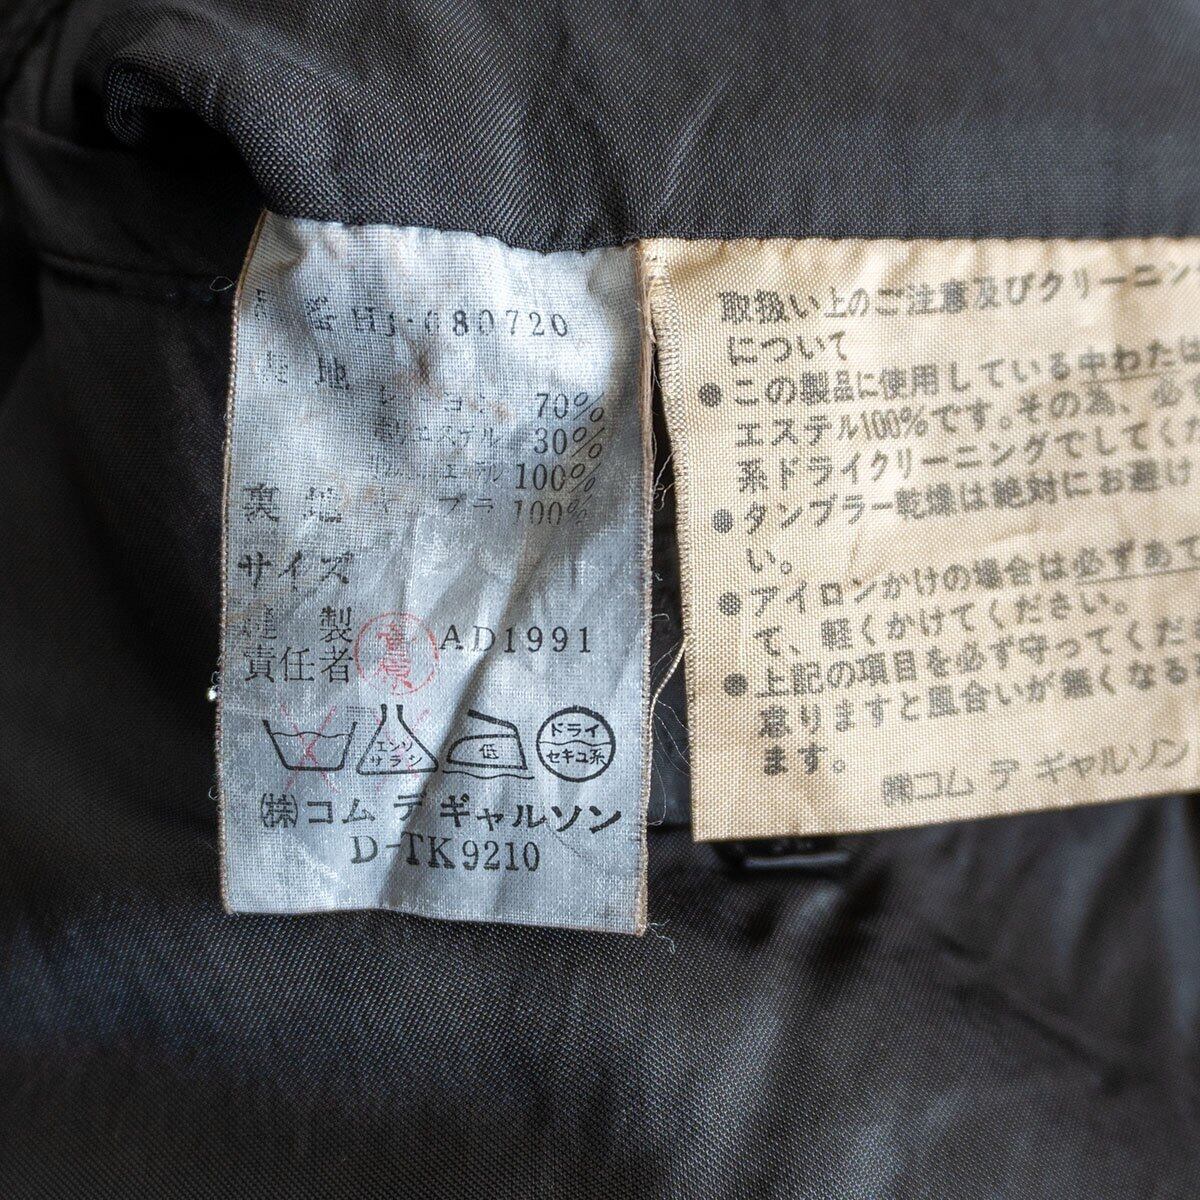 HJ-080720
地
70%
エステル 30%
100%
裏地 100%
サイズ
縫製
責任者 AD1991
エンソ
サラシ
低
ドライ
セキユ系
㈱コム デ ギャルソン
D-TK9210
取扱い上のご注意及びクリーニン
について
●この製品に使用している中わたは
エステル100%です。その為、必ず
系ドライクリーニングでしてくだ
●タンブラー乾燥は絶対にお避け
い。
●アイロンかけの場合は必ずあて
て、軽くかけてください。
●上記の項目を必ず守ってくだ
怠りますと風合いが無くなる
ます。
㈱コム デ ギャルソン